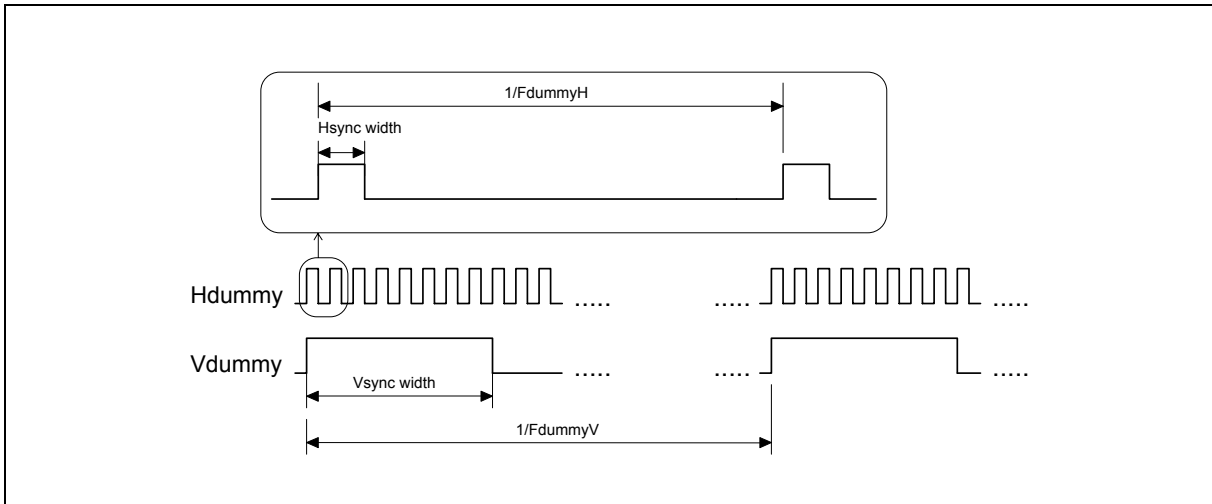 1/FdummyH
Hsync width
Hdummy ..... ..... .....
Vdummy ..... ..... .....
Vsync width
1/FdummyV